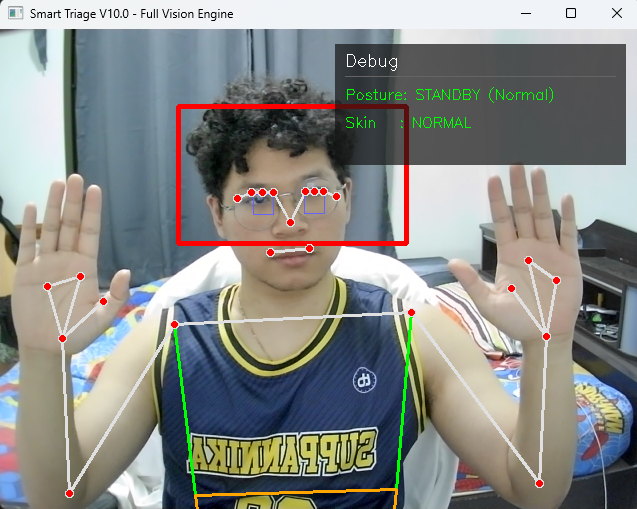 Smart Triage V10.0 - Full Vision Engine
Debug
Posture: STANDBY (Normal)
Skin : NORMAL
SUPPANNIKA